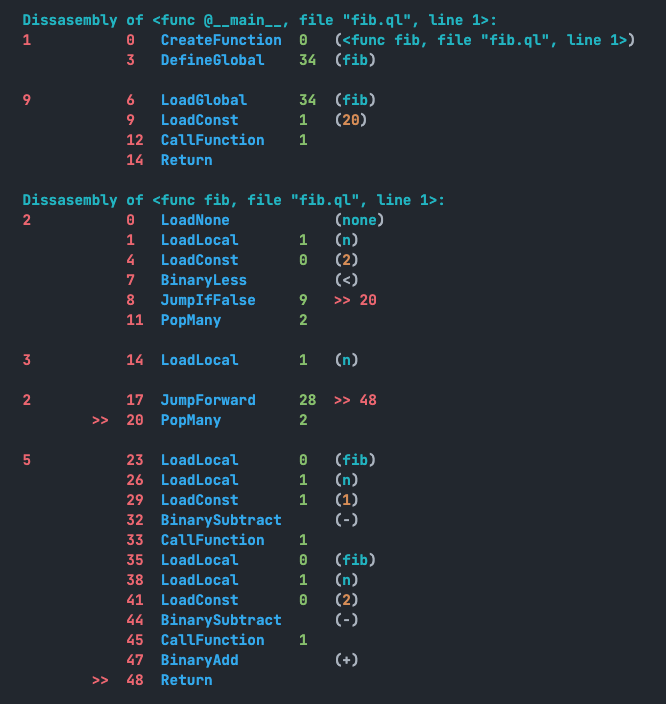 Dissasembly of <func @__main__, file "fib.ql", line 1>:
1 0 CreateFunction 0 (<func fib, file "fib.ql", line 1>)
3 DefineGlobal 34 (fib)
9 6 LoadGlobal 34 (fib)
9 LoadConst 1 (20)
12 CallFunction 1
14 Return
Dissasembly of <func fib, file "fib.ql", line 1>:
2 0 LoadNone (none)
1 LoadLocal 1 (n)
4 LoadConst 0 (2)
7 BinaryLess (<)
8 JumpIfFalse 9 >> 20
11 PopMany 2
3 14 LoadLocal 1 (n)
2 17 JumpForward 28 >> 48
>> 20 PopMany 2
5 23 LoadLocal 0 (fib)
26 LoadLocal 1 (n)
29 LoadConst 1 (1)
32 BinarySubtract (-)
33 CallFunction 1
35 LoadLocal 0 (fib)
38 LoadLocal 1 (n)
41 LoadConst 0 (2)
44 BinarySubtract (-)
45 CallFunction 1
47 BinaryAdd (+)
>> 48 Return